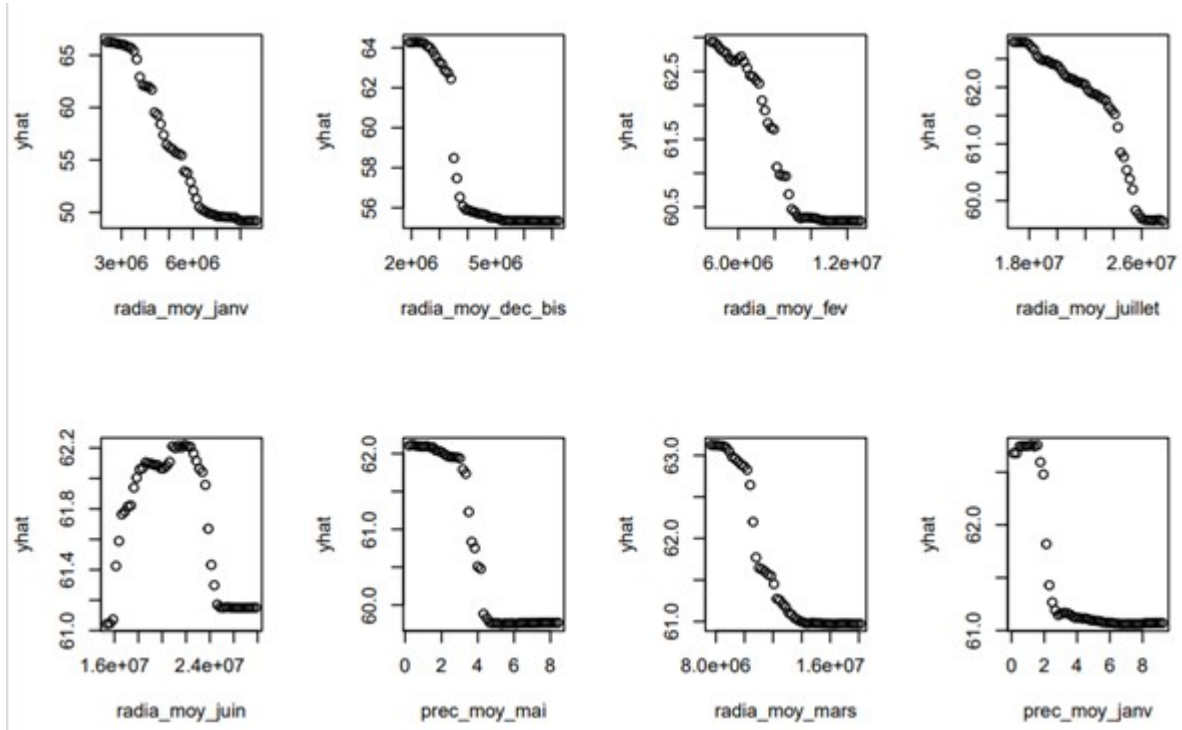 yhat
65
60
55
50
3e+06 6e+06
radia_moy_janv
yhat
64
62
60
58
56
2e+06 5e+06
radia_moy_dec_bis
yhat
62.5
61.5
60.5
6.0e+06 1.2e+07
radia_moy_fev
yhat
62.0
61.0
60.0
1.8e+07 2.6e+07
radia_moy_juillet
yhat
62.2
61.8
61.4
61.0
1.6e+07 2.4e+07
radia_moy_juin
yhat
62.0
61.0
60.0
0 2 4 6 8
prec_moy_mai
yhat
63.0
62.0
61.0
8.0e+06 1.6e+07
radia_moy_mars
yhat
62.0
61.0
0 2 4 6 8
prec_moy_janv